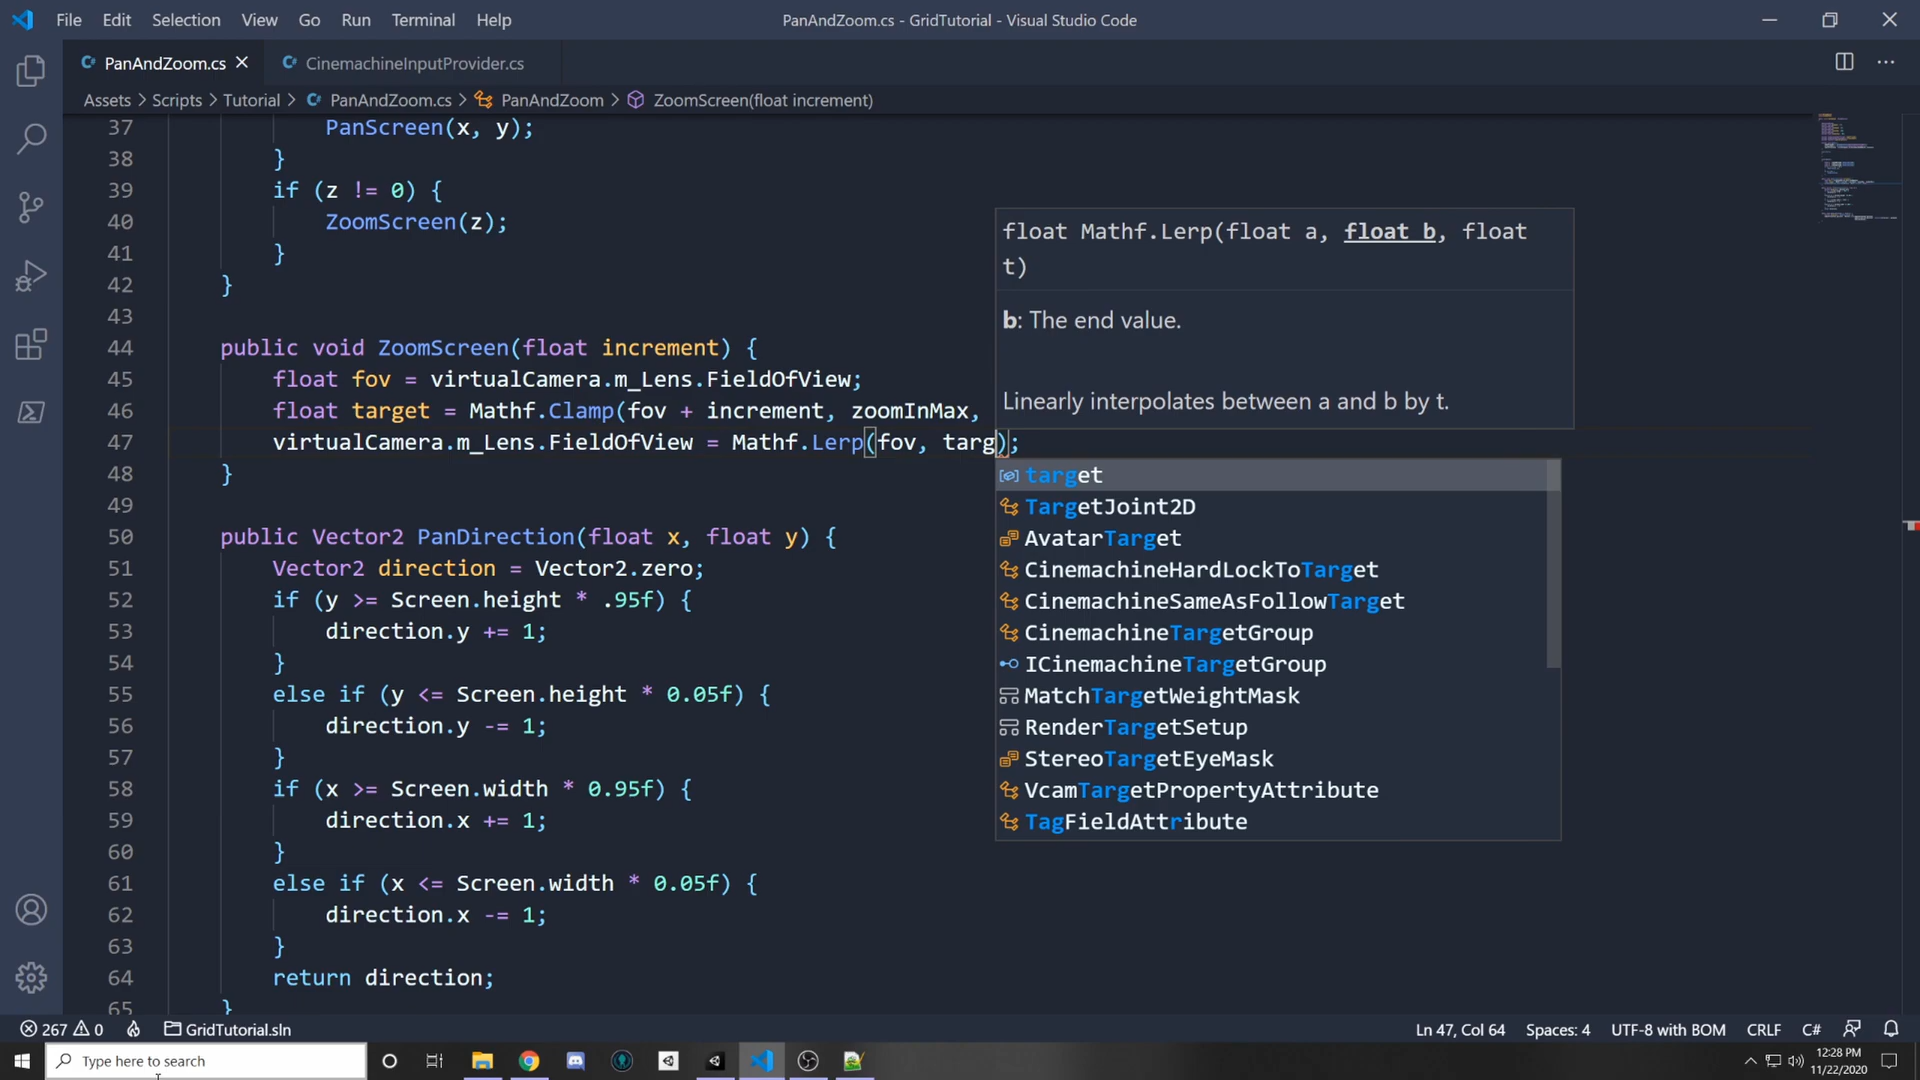 File Edit Selection View Go Run Terminal Help PanAndZoom.cs - GridTutorial - Visual Studio Code
PanAndZoom.cs CinemachineInputProvider.cs
Assets > Scripts > Tutorial > PanAndZoom.cs > PanAndZoom > ZoomScreen(float increment)
37 PanScreen(x, y);
38 }
39 if (z != 0) {
40 ZoomScreen(z);
41 }
42 }
43
44 public void ZoomScreen(float increment) {
45 float fov = virtualCamera.m_Lens.FieldOfView;
46 float target = Mathf.Clamp(fov + increment, zoomInMax,
47 virtualCamera.m_Lens.FieldOfView = Mathf.Lerp(fov, targ);
48 }
49
50 public Vector2 PanDirection(float x, float y) {
51 Vector2 direction = Vector2.zero;
52 if (y >= Screen.height * .95f) {
53 direction.y += 1;
54 }
55 else if (y <= Screen.height * 0.05f) {
56 direction.y -= 1;
57 }
58 if (x >= Screen.width * 0.95f) {
59 direction.x += 1;
60 }
61 else if (x <= Screen.width * 0.05f) {
62 direction.x -= 1;
63 }
64 return direction;
65 }
float Mathf.Lerp(float a, float b, float
t)
b: The end value.
Linearly interpolates between a and b by t.
target
TargetJoint2D
AvatarTarget
CinemachineHardLockToTarget
CinemachineSameAsFollowTarget
CinemachineTargetGroup
ICinemachineTargetGroup
MatchTargetWeightMask
RenderTargetSetup
StereoTargetEyeMask
VcamTargetPropertyAttribute
TagFieldAttribute
267 0 GridTutorial.sln Ln 47, Col 64 Spaces: 4 UTF-8 with BOM CRLF C#
Type here to search
12:28 PM
11/22/2020